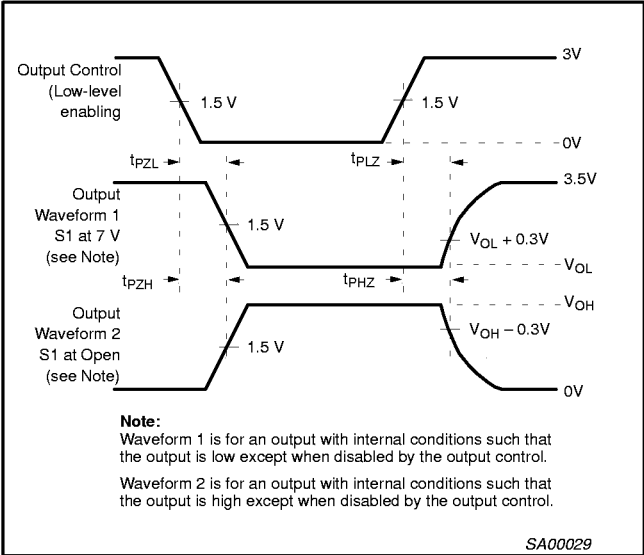 3V
Output Control
(Low-level
enabling
1.5 V
1.5 V
0V
tPZL
tPLZ
3.5V
Output
Waveform 1
S1 at 7 V
(see Note)
1.5 V
VOL + 0.3V
VOL
tPZH
tPHZ
VOH
Output
Waveform 2
S1 at Open
(see Note)
1.5 V
VOH – 0.3V
0V
Note:
Waveform 1 is for an output with internal conditions such that
the output is low except when disabled by the output control.
Waveform 2 is for an output with internal conditions such that
the output is high except when disabled by the output control.
SA00029